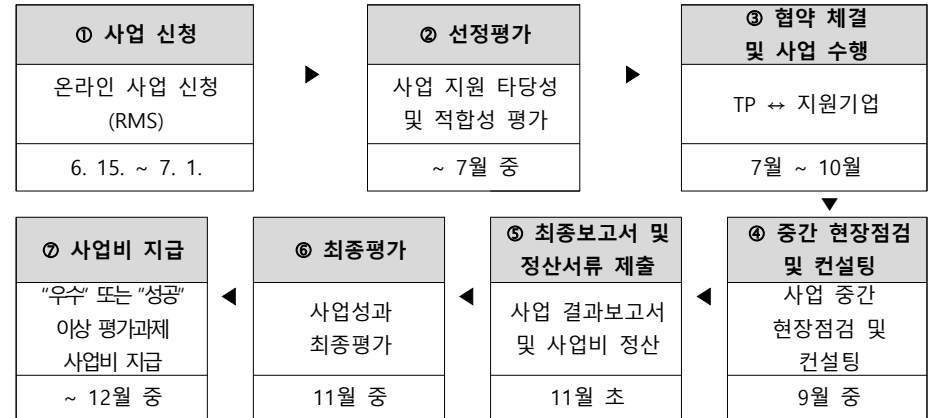 ① 사업 신청
온라인 사업 신청
(RMS)
6. 15. ~ 7. 1.
▶
② 선정평가
사업 지원 타당성
및 적합성 평가
~ 7월 중
▶
③ 협약 체결
및 사업 수행
TP ↔ 지원기업
7월 ~ 10월
▼
④ 중간 현장점검
및 컨설팅
사업 중간
현장점검 및
컨설팅
9월 중
◀
⑤ 최종보고서 및
정산서류 제출
사업 결과보고서
및 사업비 정산
11월 초
◀
⑥ 최종평가
사업성과
최종평가
11월 중
◀
⑦ 사업비 지급
"우수" 또는 "성공"
이상 평가과제
사업비 지급
~ 12월 중